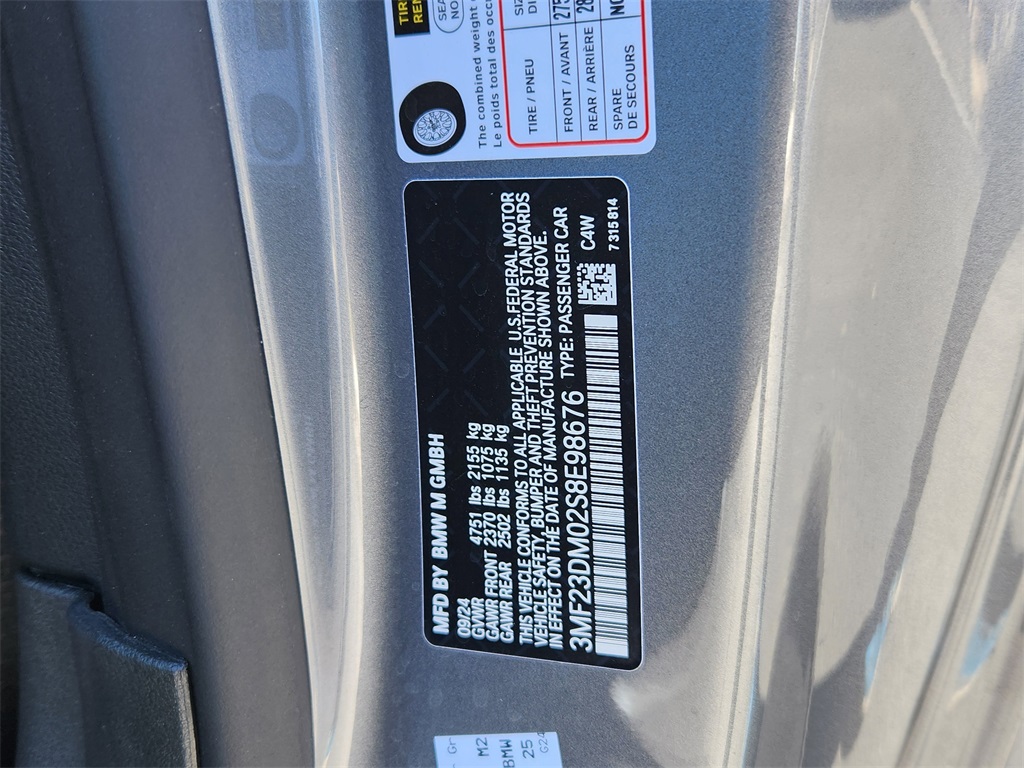 MFD BY BMW M GMBH
09/24
GVWR 4751 lbs 2155 kg
GAWR FRONT 2370 lbs 1075 kg
GAWR REAR 2502 lbs 1135 kg
THIS VEHICLE CONFORMS TO ALL APPLICABLE U.S.FEDERAL MOTOR
VEHICLE SAFETY, BUMPER AND THEFT PREVENTION STANDARDS
IN EFFECT ON THE DATE OF MANUFACTURE SHOWN ABOVE.
3MF23DM02S8E98676 TYPE: PASSENGER CAR
C4W
7315814
The combined weight
Le poids total des
TIRE / PNEU
FRONT / AVANT
REAR / ARRIÈRE
SPARE
DE SECOURS
M2
BMW
25